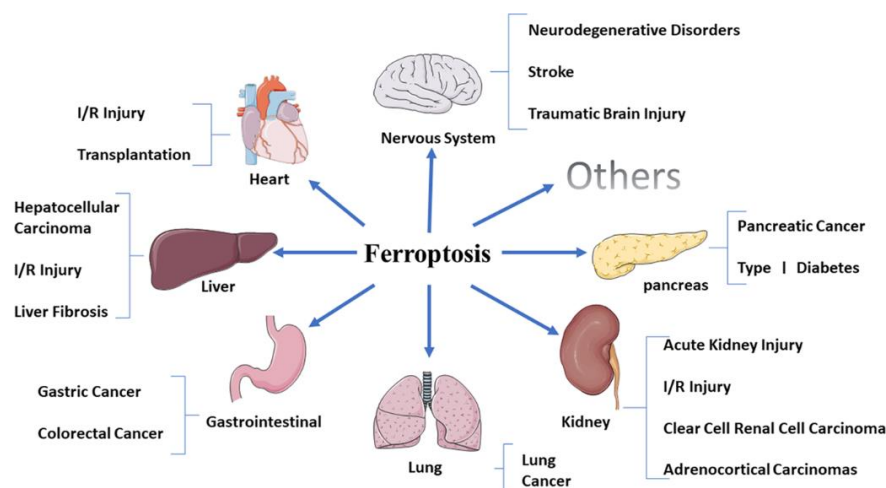 Neurodegenerative Disorders
Stroke
Traumatic Brain Injury
Nervous System
I/R Injury
Transplantation
Heart
Others
Hepatocellular
Carcinoma
I/R Injury
Liver Fibrosis
Liver
Ferroptosis
Pancreatic Cancer
Type I Diabetes
pancreas
Gastric Cancer
Colorectal Cancer
Gastrointestinal
Lung
Lung
Cancer
Kidney
Acute Kidney Injury
I/R Injury
Clear Cell Renal Cell Carcinoma
Adrenocortical Carcinomas